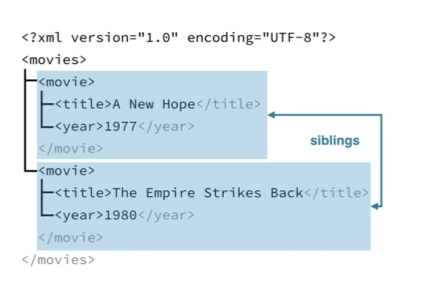 <?xml version="1.0" encoding="UTF-8"?>
<movies>
<movie>
<title>A New Hope</title>
<year>1977</year>
</movie>
siblings
<movie>
<title>The Empire Strikes Back</title>
<year>1980</year>
</movie>
</movies>